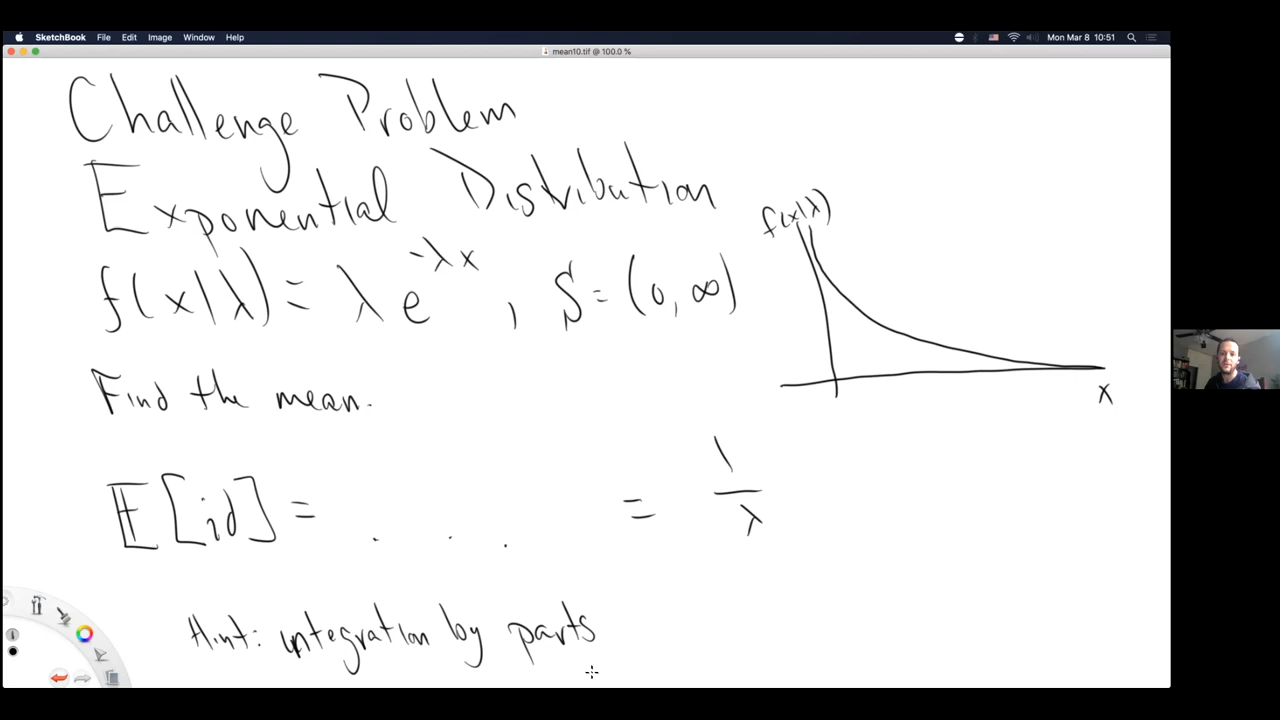 SketchBook File Edit Image Window Help Mon Mar 8 10:51
mean10.tif @ 100.0 %
Challenge Problem
Exponential Distribution
f(x|λ) = λ e^{-λx} , S = (0, ∞)
f(x|λ)
x
Find the mean.
𝔼[id] = . . . = 1/λ
Hint: integration by parts